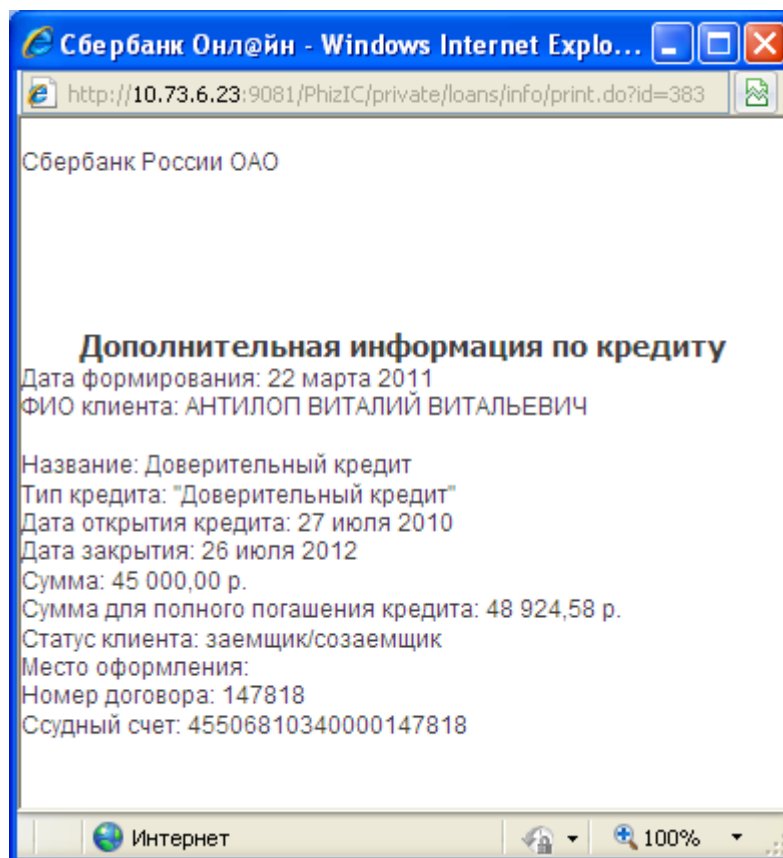 Сбербанк Онл@йн - Windows Internet Explo...
http://10.73.6.23:9081/PhizIC/private/loans/info/print.do?id=383
Сбербанк России ОАО
Дополнительная информация по кредиту
Дата формирования: 22 марта 2011
ФИО клиента: АНТИЛОП ВИТАЛИЙ ВИТАЛЬЕВИЧ
Название: Доверительный кредит
Тип кредита: "Доверительный кредит"
Дата открытия кредита: 27 июля 2010
Дата закрытия: 26 июля 2012
Сумма: 45 000,00 р.
Сумма для полного погашения кредита: 48 924,58 р.
Статус клиента: заемщик/созаемщик
Место оформления:
Номер договора: 147818
Ссудный счет: 45506810340000147818
Интернет 100%